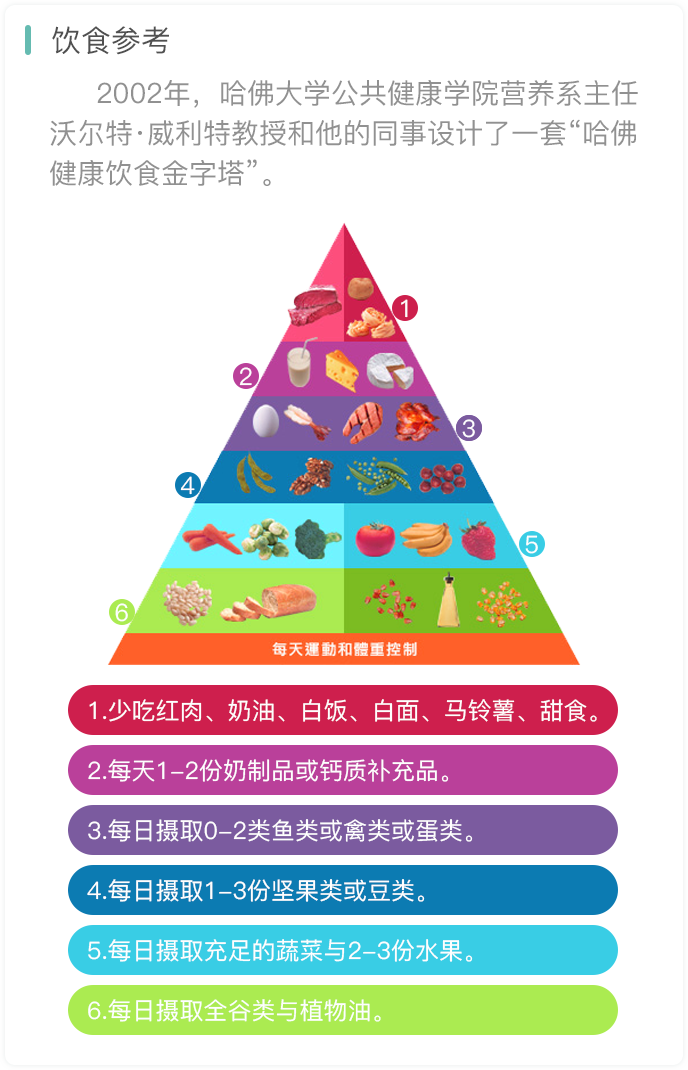 饮食参考
2002年，哈佛大学公共健康学院营养系主任
沃尔特·威利特教授和他的同事设计了一套“哈佛
健康饮食金字塔”。
1
2
3
4
5
6
每天運動和體重控制
1.少吃红肉、奶油、白饭、白面、马铃薯、甜食。
2.每天1-2份奶制品或钙质补充品。
3.每日摄取0-2类鱼类或禽类或蛋类。
4.每日摄取1-3份坚果类或豆类。
5.每日摄取充足的蔬菜与2-3份水果。
6.每日摄取全谷类与植物油。